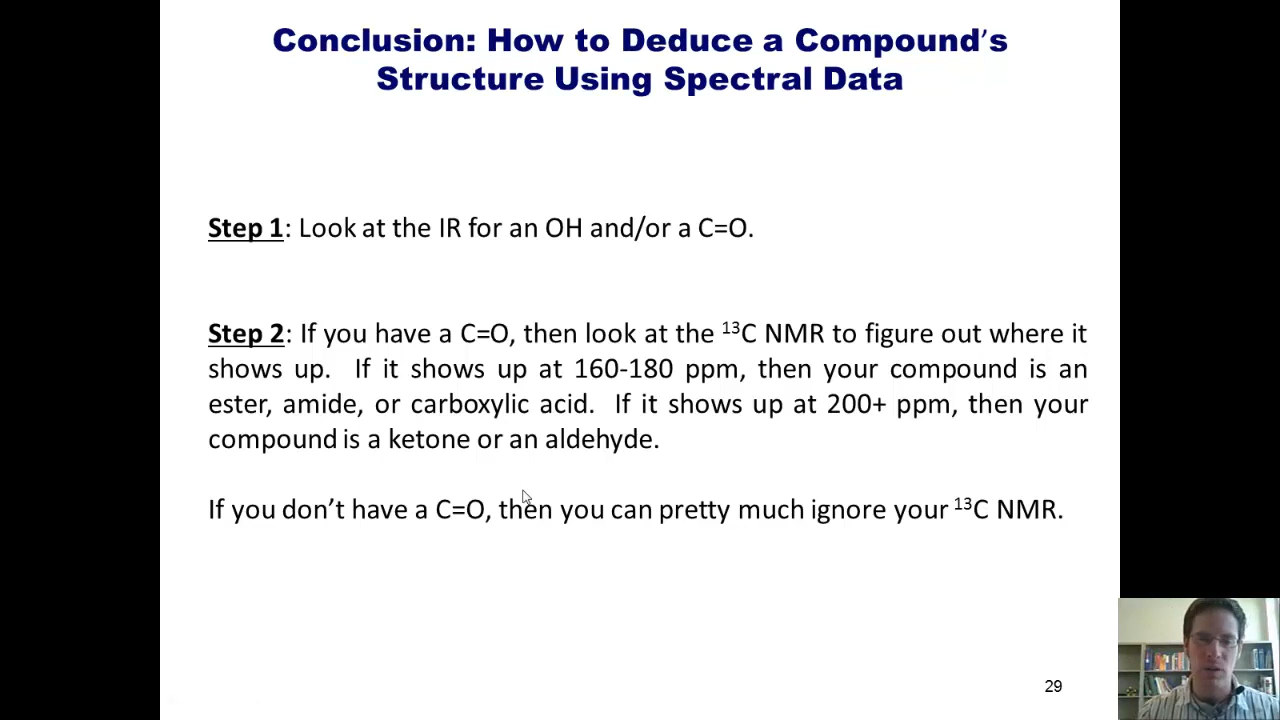 Conclusion: How to Deduce a Compound's
Structure Using Spectral Data
Step 1: Look at the IR for an OH and/or a C=O.
Step 2: If you have a C=O, then look at the ¹³C NMR to figure out where it
shows up. If it shows up at 160-180 ppm, then your compound is an
ester, amide, or carboxylic acid. If it shows up at 200+ ppm, then your
compound is a ketone or an aldehyde.
If you don’t have a C=O, then you can pretty much ignore your ¹³C NMR.
29